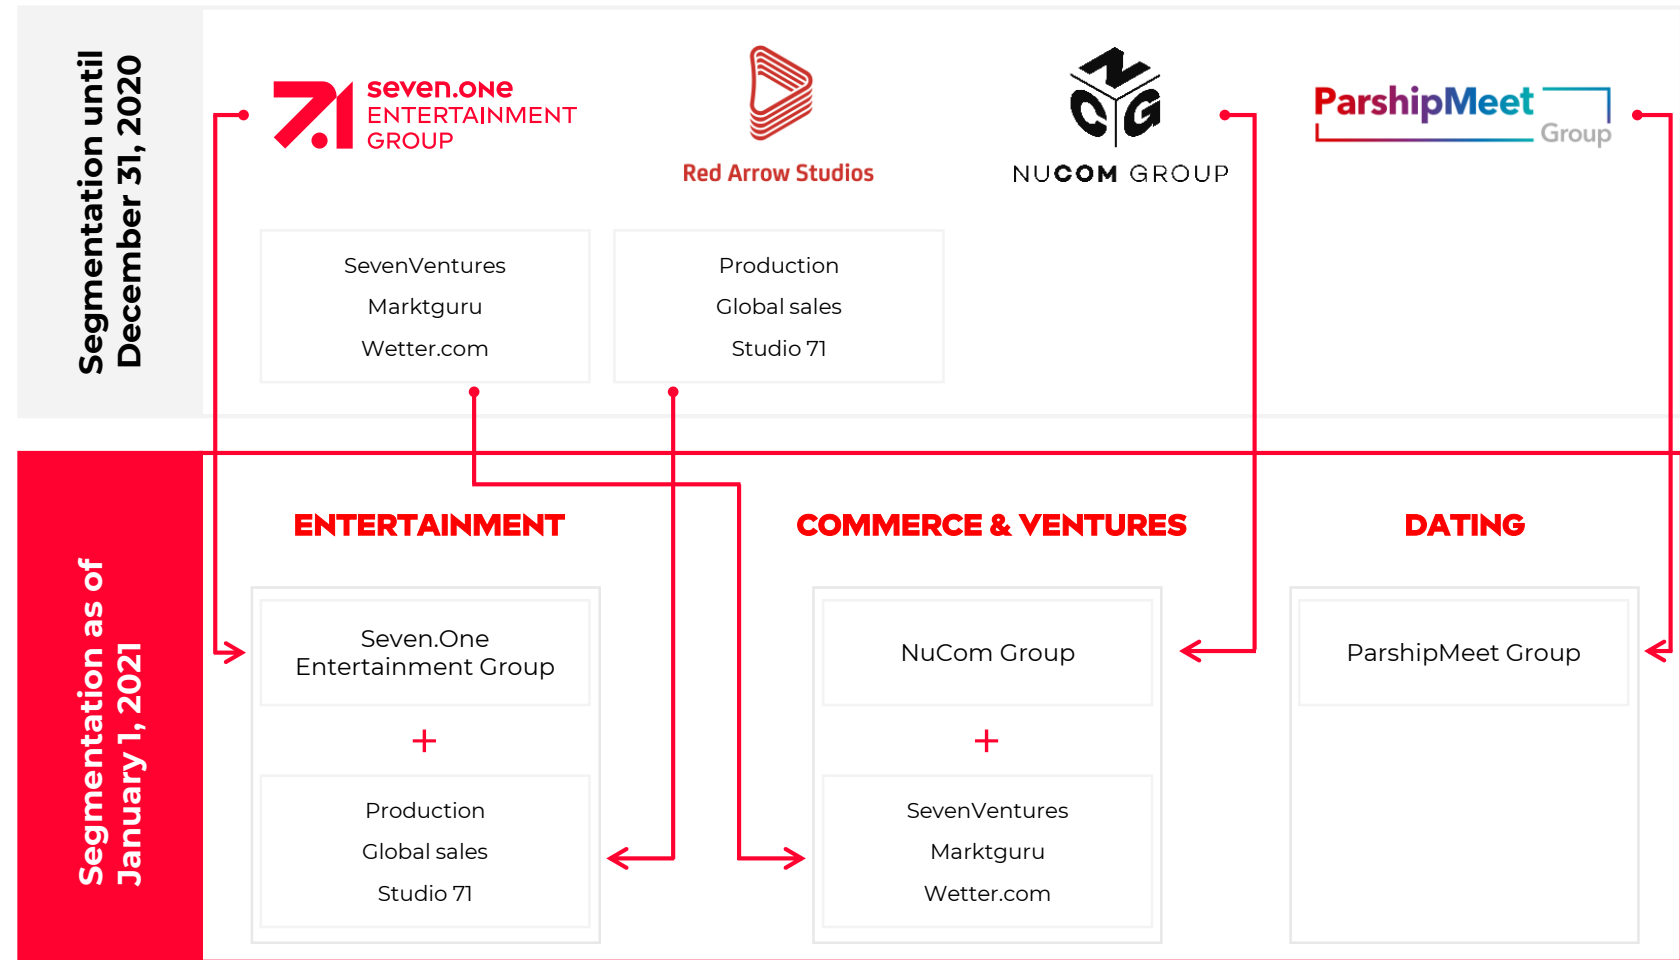 Segmentation until
December 31, 2020
seven.one
ENTERTAINMENT
GROUP
Red Arrow Studios
NCG
NUCOM GROUP
ParshipMeet
Group
SevenVentures
Marktguru
Wetter.com
Production
Global sales
Studio 71
Segmentation as of
January 1, 2021
ENTERTAINMENT
COMMERCE & VENTURES
DATING
Seven.One
Entertainment Group
+
Production
Global sales
Studio 71
NuCom Group
+
SevenVentures
Marktguru
Wetter.com
ParshipMeet Group